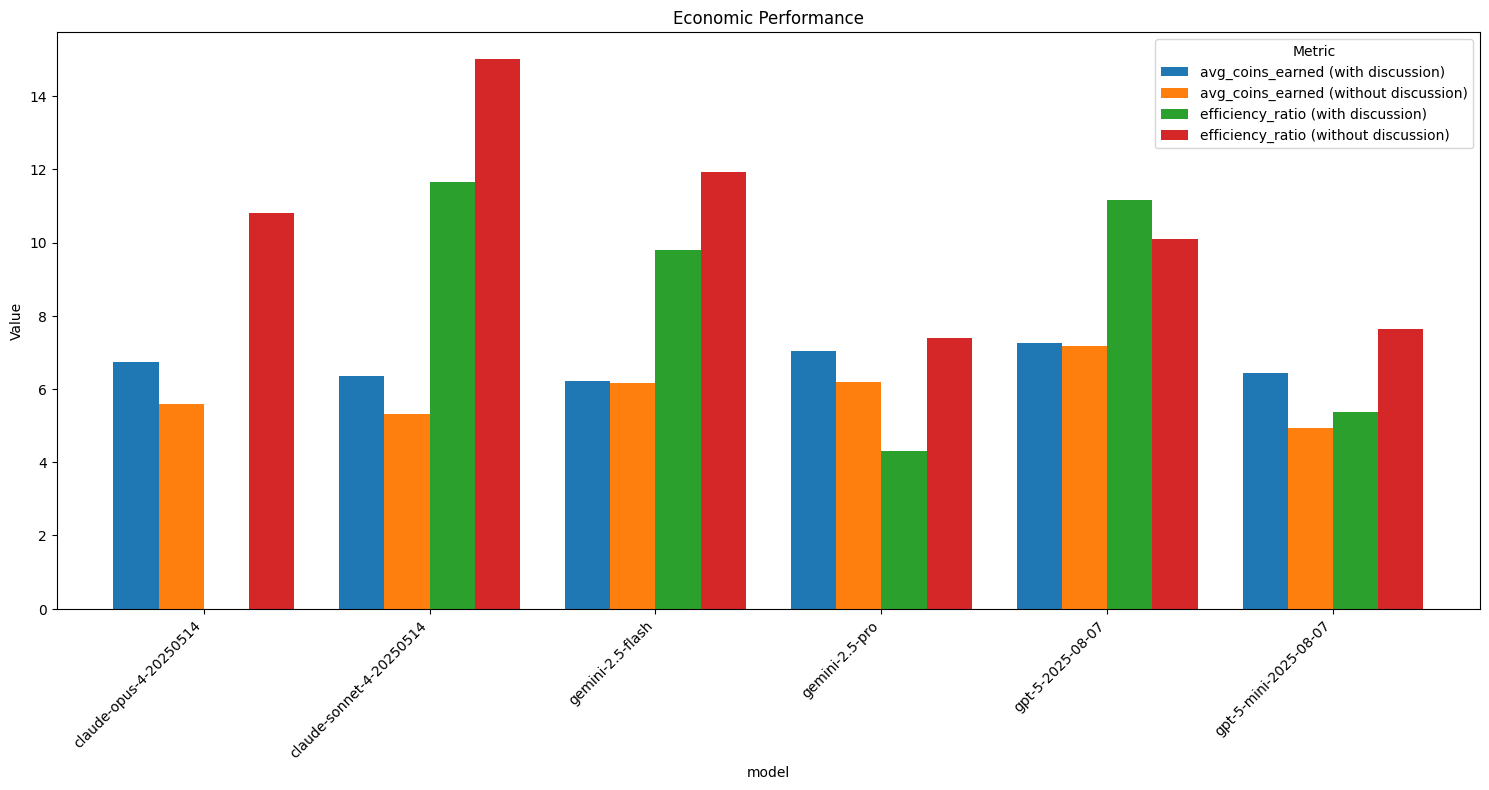 Economic Performance
Metric
avg_coins_earned (with discussion)
avg_coins_earned (without discussion)
efficiency_ratio (with discussion)
efficiency_ratio (without discussion)
Value
14
12
10
8
6
4
2
0
claude-opus-4-20250514
claude-sonnet-4-20250514
gemini-2.5-flash
gemini-2.5-pro
gpt-5-2025-08-07
gpt-5-mini-2025-08-07
model